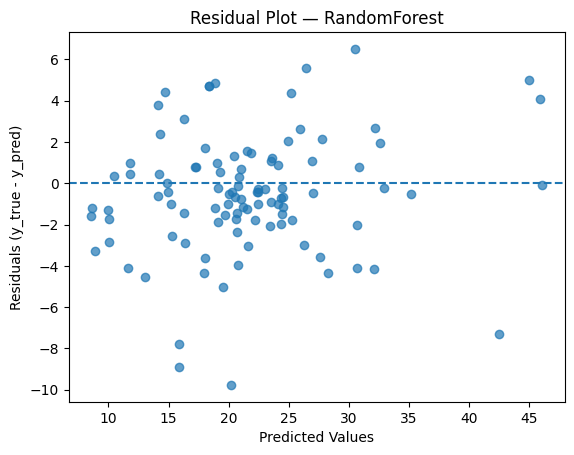 Residual Plot — RandomForest
Residuals (y_true - y_pred)
6
4
2
0
−2
−4
−6
−8
−10
10 15 20 25 30 35 40 45
Predicted Values